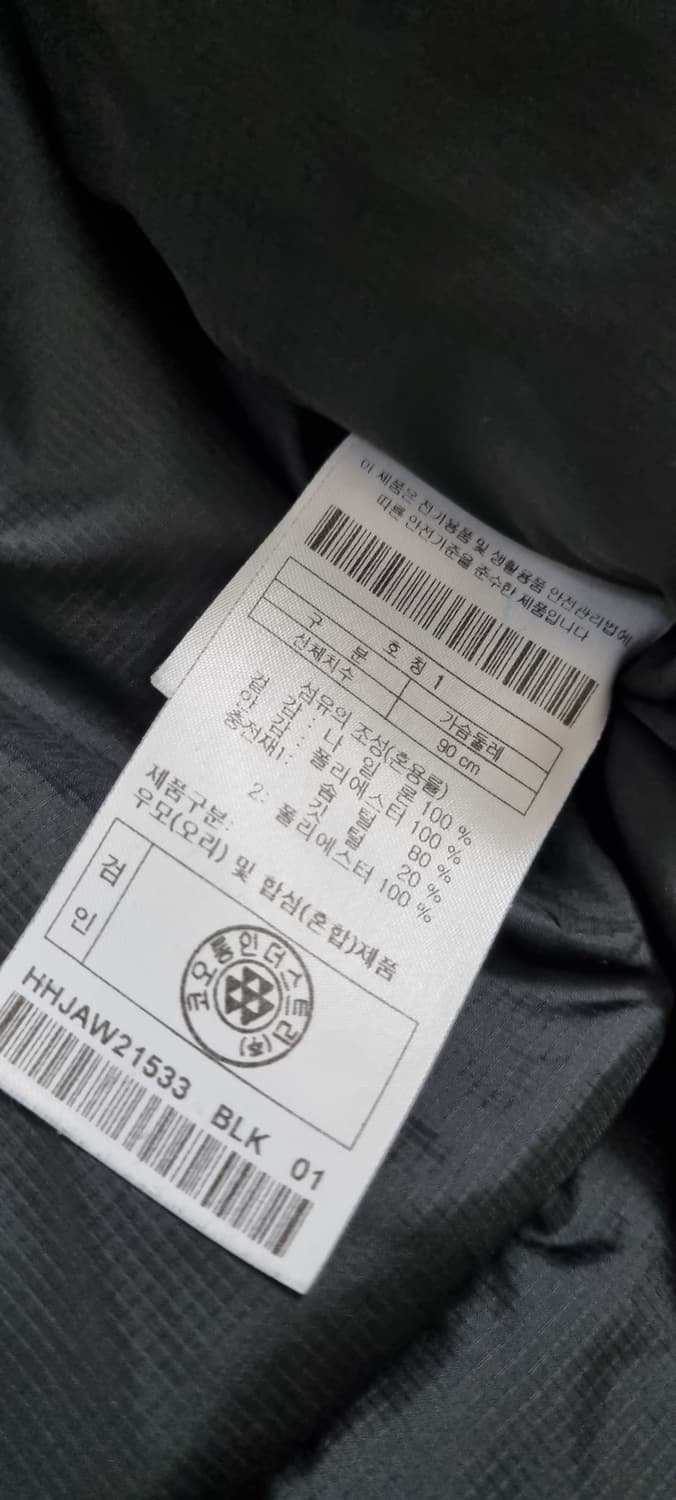 이 제품은 전기용품 및 생활용품 안전관리법에
따른 안전기준을 준수한 제품입니다
구 분 호 칭 1
신체치수 가슴둘레
90 cm
섬유의 조성(혼용률)
겉 감 : 나 일 론 100 %
안 감 : 폴리에스터 100 %
충전재1: 솜 털 80 %
깃 털 20 %
2: 폴리에스터 100 %
제품구분:
우모(오리) 및 합섬(혼합)제품
검
인
코오롱인더스트리(주)
HHJAW21533 BLK 01